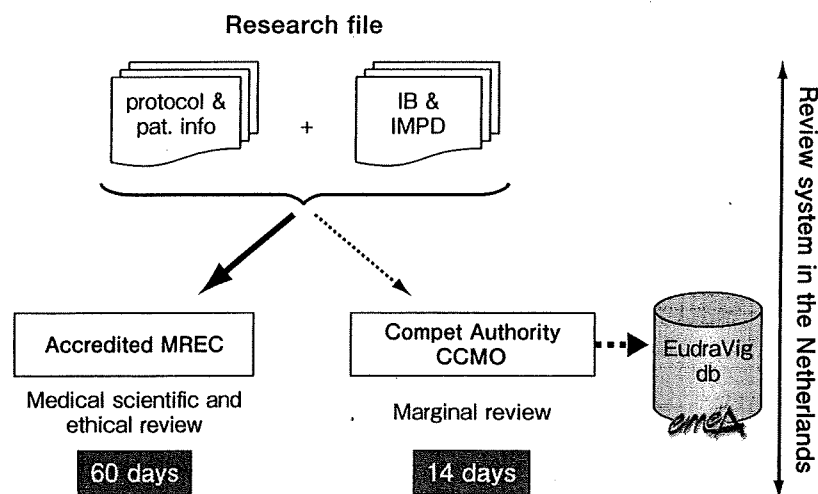 Research file
protocol &
pat. info
+
IB &
IMPD
Accredited MREC
Medical scientific and
ethical review
60 days
Compet Authority
CCMO
Marginal review
14 days
EudraVig
db
emeA
Review system in the Netherlands